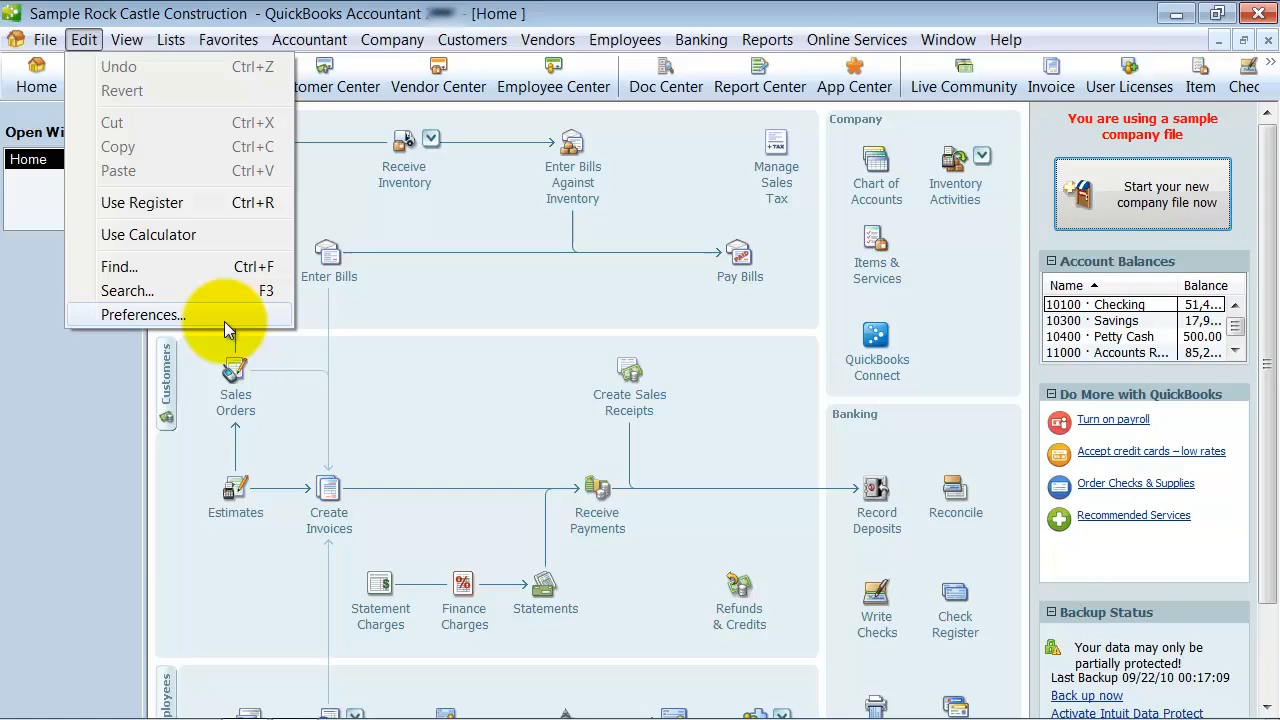 Sample Rock Castle Construction - QuickBooks Accountant - [Home ]
File Edit View Lists Favorites Accountant Company Customers Vendors Employees Banking Reports Online Services Window Help
Home Customer Center Vendor Center Employee Center Doc Center Report Center App Center Live Community Invoice User Licenses Item Chec
Undo Ctrl+Z
Revert
Cut Ctrl+X
Copy Ctrl+C
Paste Ctrl+V
Use Register Ctrl+R
Use Calculator
Find... Ctrl+F
Search... F3
Preferences...
Open Wi
Home
Receive
Inventory
Enter Bills
Against
Inventory
Manage
Sales
Tax
+ TAX
Enter Bills
Pay Bills
PAID
Customers
Sales
Orders
Create Sales
Receipts
Estimates
Create
Invoices
Receive
Payments
Statement
Charges
Finance
Charges
Statements
Refunds
& Credits
ployees
Company
Chart of
Accounts
Inventory
Activities
Items &
Services
QuickBooks
Connect
Banking
Record
Deposits
Reconcile
Write
Checks
Check
Register
You are using a sample
company file
Start your new
company file now
Account Balances
Name Balance
10100 · Checking 51,4...
10300 · Savings 17,9...
10400 · Petty Cash 500.00
11000 · Accounts R... 85,2...
Do More with QuickBooks
Turn on payroll
Accept credit cards – low rates
Order Checks & Supplies
Recommended Services
Backup Status
Your data may only be
partially protected!
Last Backup 09/22/10 00:17:09
Back up now
Activate Intuit Data Protect